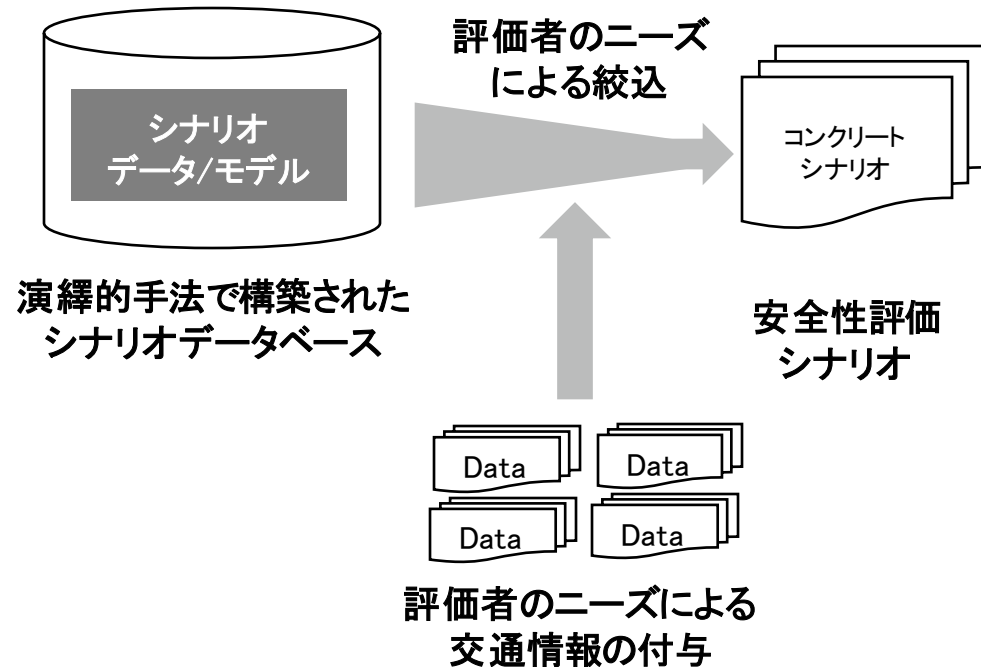 評価者のニーズ
による絞込
シナリオ
データ/モデル
コンクリート
シナリオ
演繹的手法で構築された
シナリオデータベース
安全性評価
シナリオ
Data
Data
Data
Data
評価者のニーズによる
交通情報の付与